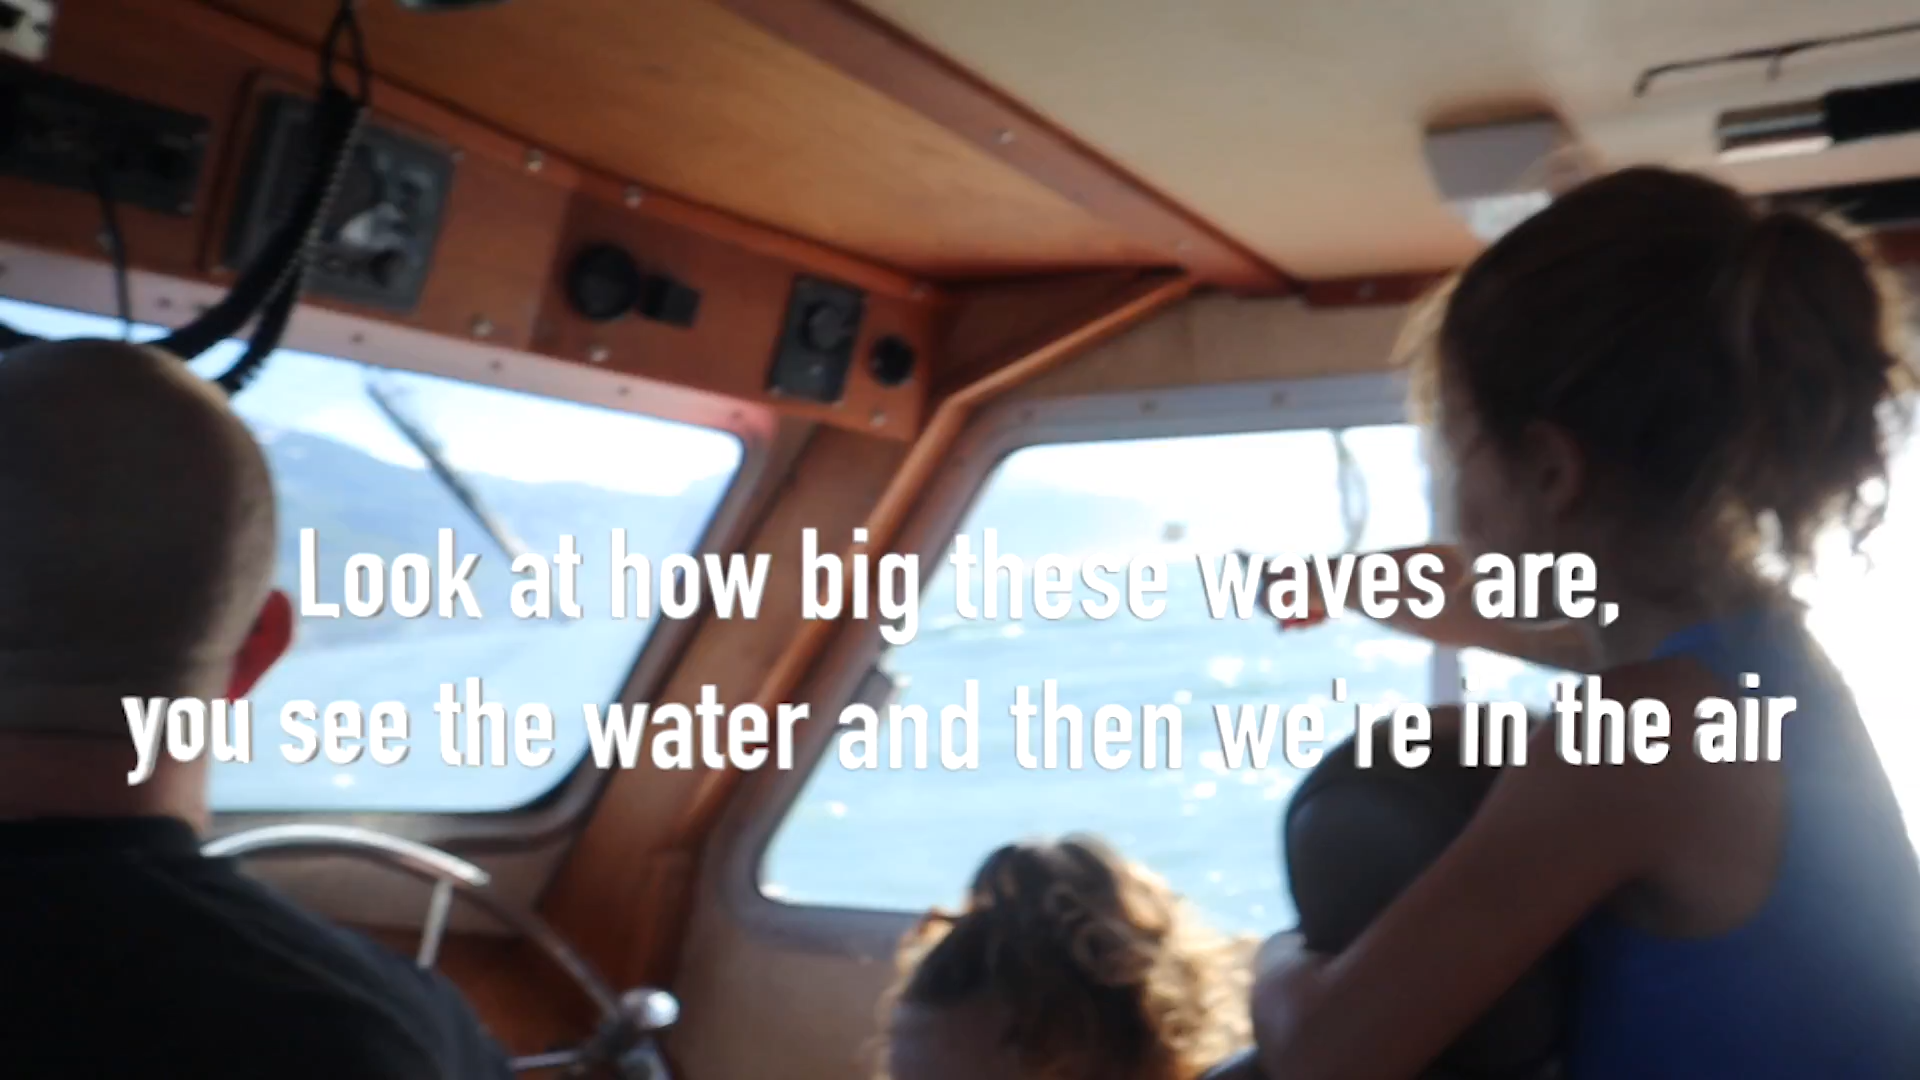 Look at how big these waves are,
you see the water and then we're in the air